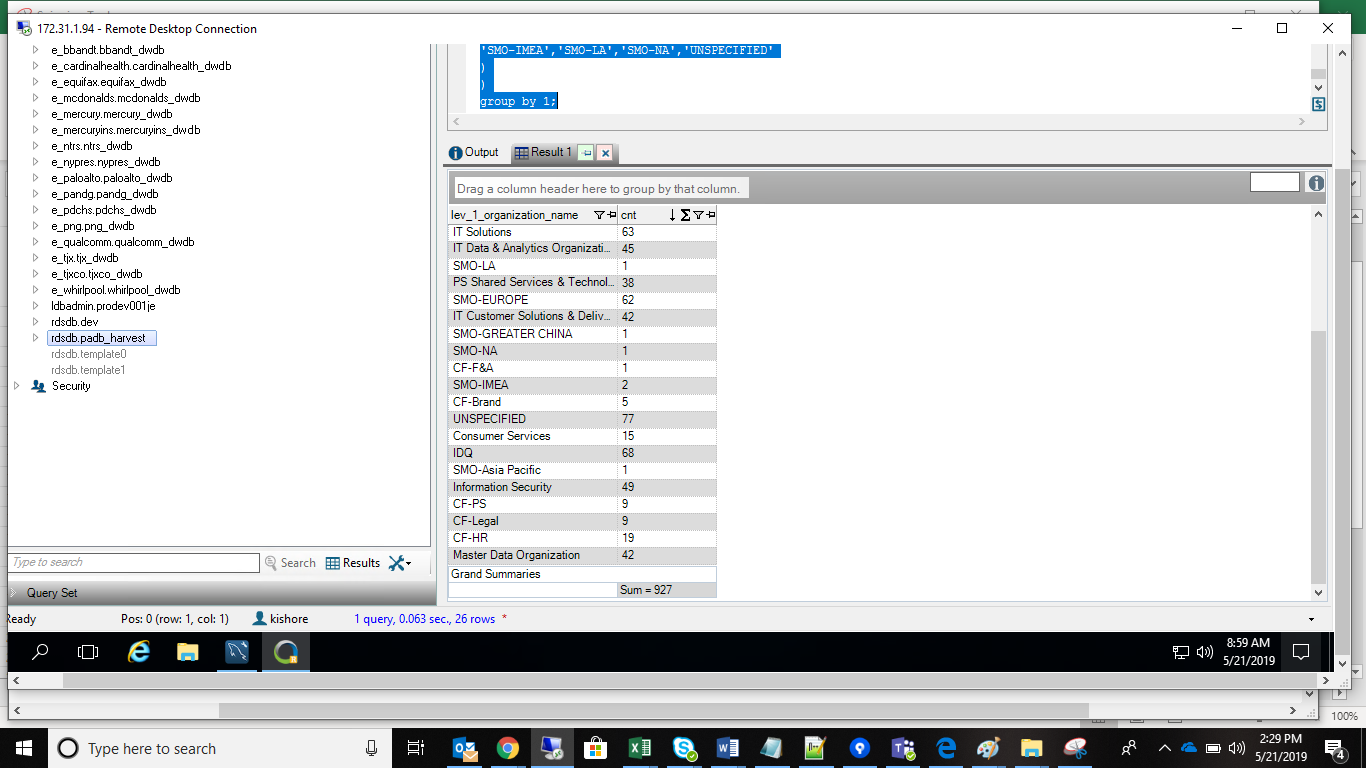 172.31.1.94 - Remote Desktop Connection
e_bbandt.bbandt_dwdb
e_cardinalhealth.cardinalhealth_dwdb
e_equifax.equifax_dwdb
e_mcdonalds.mcdonalds_dwdb
e_mercury.mercury_dwdb
e_mercuryins.mercuryins_dwdb
e_ntrs.ntrs_dwdb
e_nypres.nypres_dwdb
e_paloalto.paloalto_dwdb
e_pandg.pandg_dwdb
e_pdchs.pdchs_dwdb
e_png.png_dwdb
e_qualcomm.qualcomm_dwdb
e_tjx.tjx_dwdb
e_tjxco.tjxco_dwdb
e_whirlpool.whirlpool_dwdb
ldbadmin.prodev001je
rdsdb.dev
rdsdb.padb_harvest
rdsdb.template0
rdsdb.template1
Security
Type to search
Search
Results
Query Set
'SMO-IMEA','SMO-LA','SMO-NA','UNSPECIFIED'
)
)
group by 1;
Output
Result 1
Drag a column header here to group by that column.
lev_1_organization_name cnt
IT Solutions 63
IT Data & Analytics Organizati... 45
SMO-LA 1
PS Shared Services & Technol... 38
SMO-EUROPE 62
IT Customer Solutions & Deliv... 42
SMO-GREATER CHINA 1
SMO-NA 1
CF-F&A 1
SMO-IMEA 2
CF-Brand 5
UNSPECIFIED 77
Consumer Services 15
IDQ 68
SMO-Asia Pacific 1
Information Security 49
CF-PS 9
CF-Legal 9
CF-HR 19
Master Data Organization 42
Grand Summaries
Sum = 927
Ready Pos: 0 (row: 1, col: 1) kishore 1 query, 0.063 sec., 26 rows *
8:59 AM
5/21/2019
100%
Type here to search
2:29 PM
5/21/2019
4